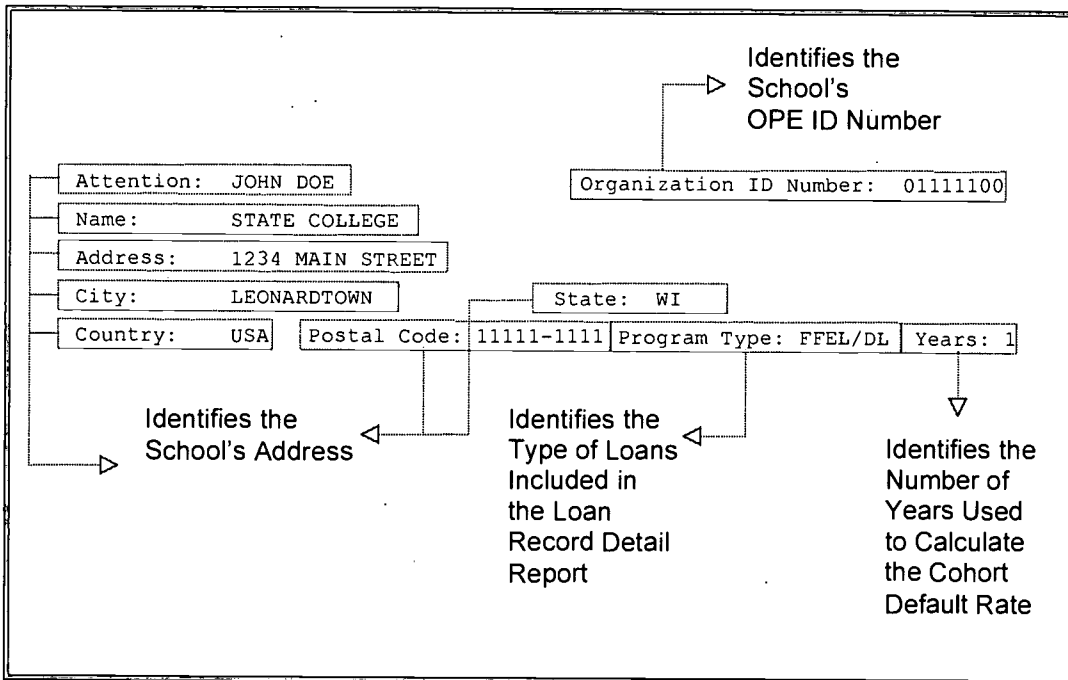 Identifies the
School's
OPE ID Number
Attention: JOHN DOE
Organization ID Number: 01111100
Name: STATE COLLEGE
Address: 1234 MAIN STREET
City: LEONARDTOWN
State: WI
Country: USA
Postal Code: 11111-1111
Program Type: FFEL/DL
Years: 1
Identifies the
School's Address
Identifies the
Type of Loans
Included in
the Loan
Record Detail
Report
Identifies the
Number of
Years Used
to Calculate
the Cohort
Default Rate